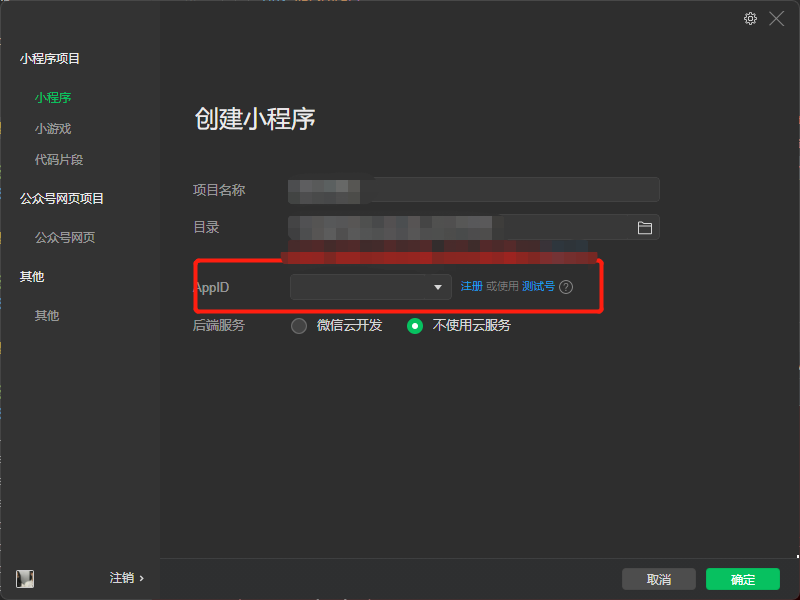 小程序项目
小程序
小游戏
代码片段
公众号网页项目
公众号网页
其他
其他
注销 ›
创建小程序
项目名称
目录
AppID
注册 或使用 测试号 ?
后端服务
微信云开发
不使用云服务
取消
确定